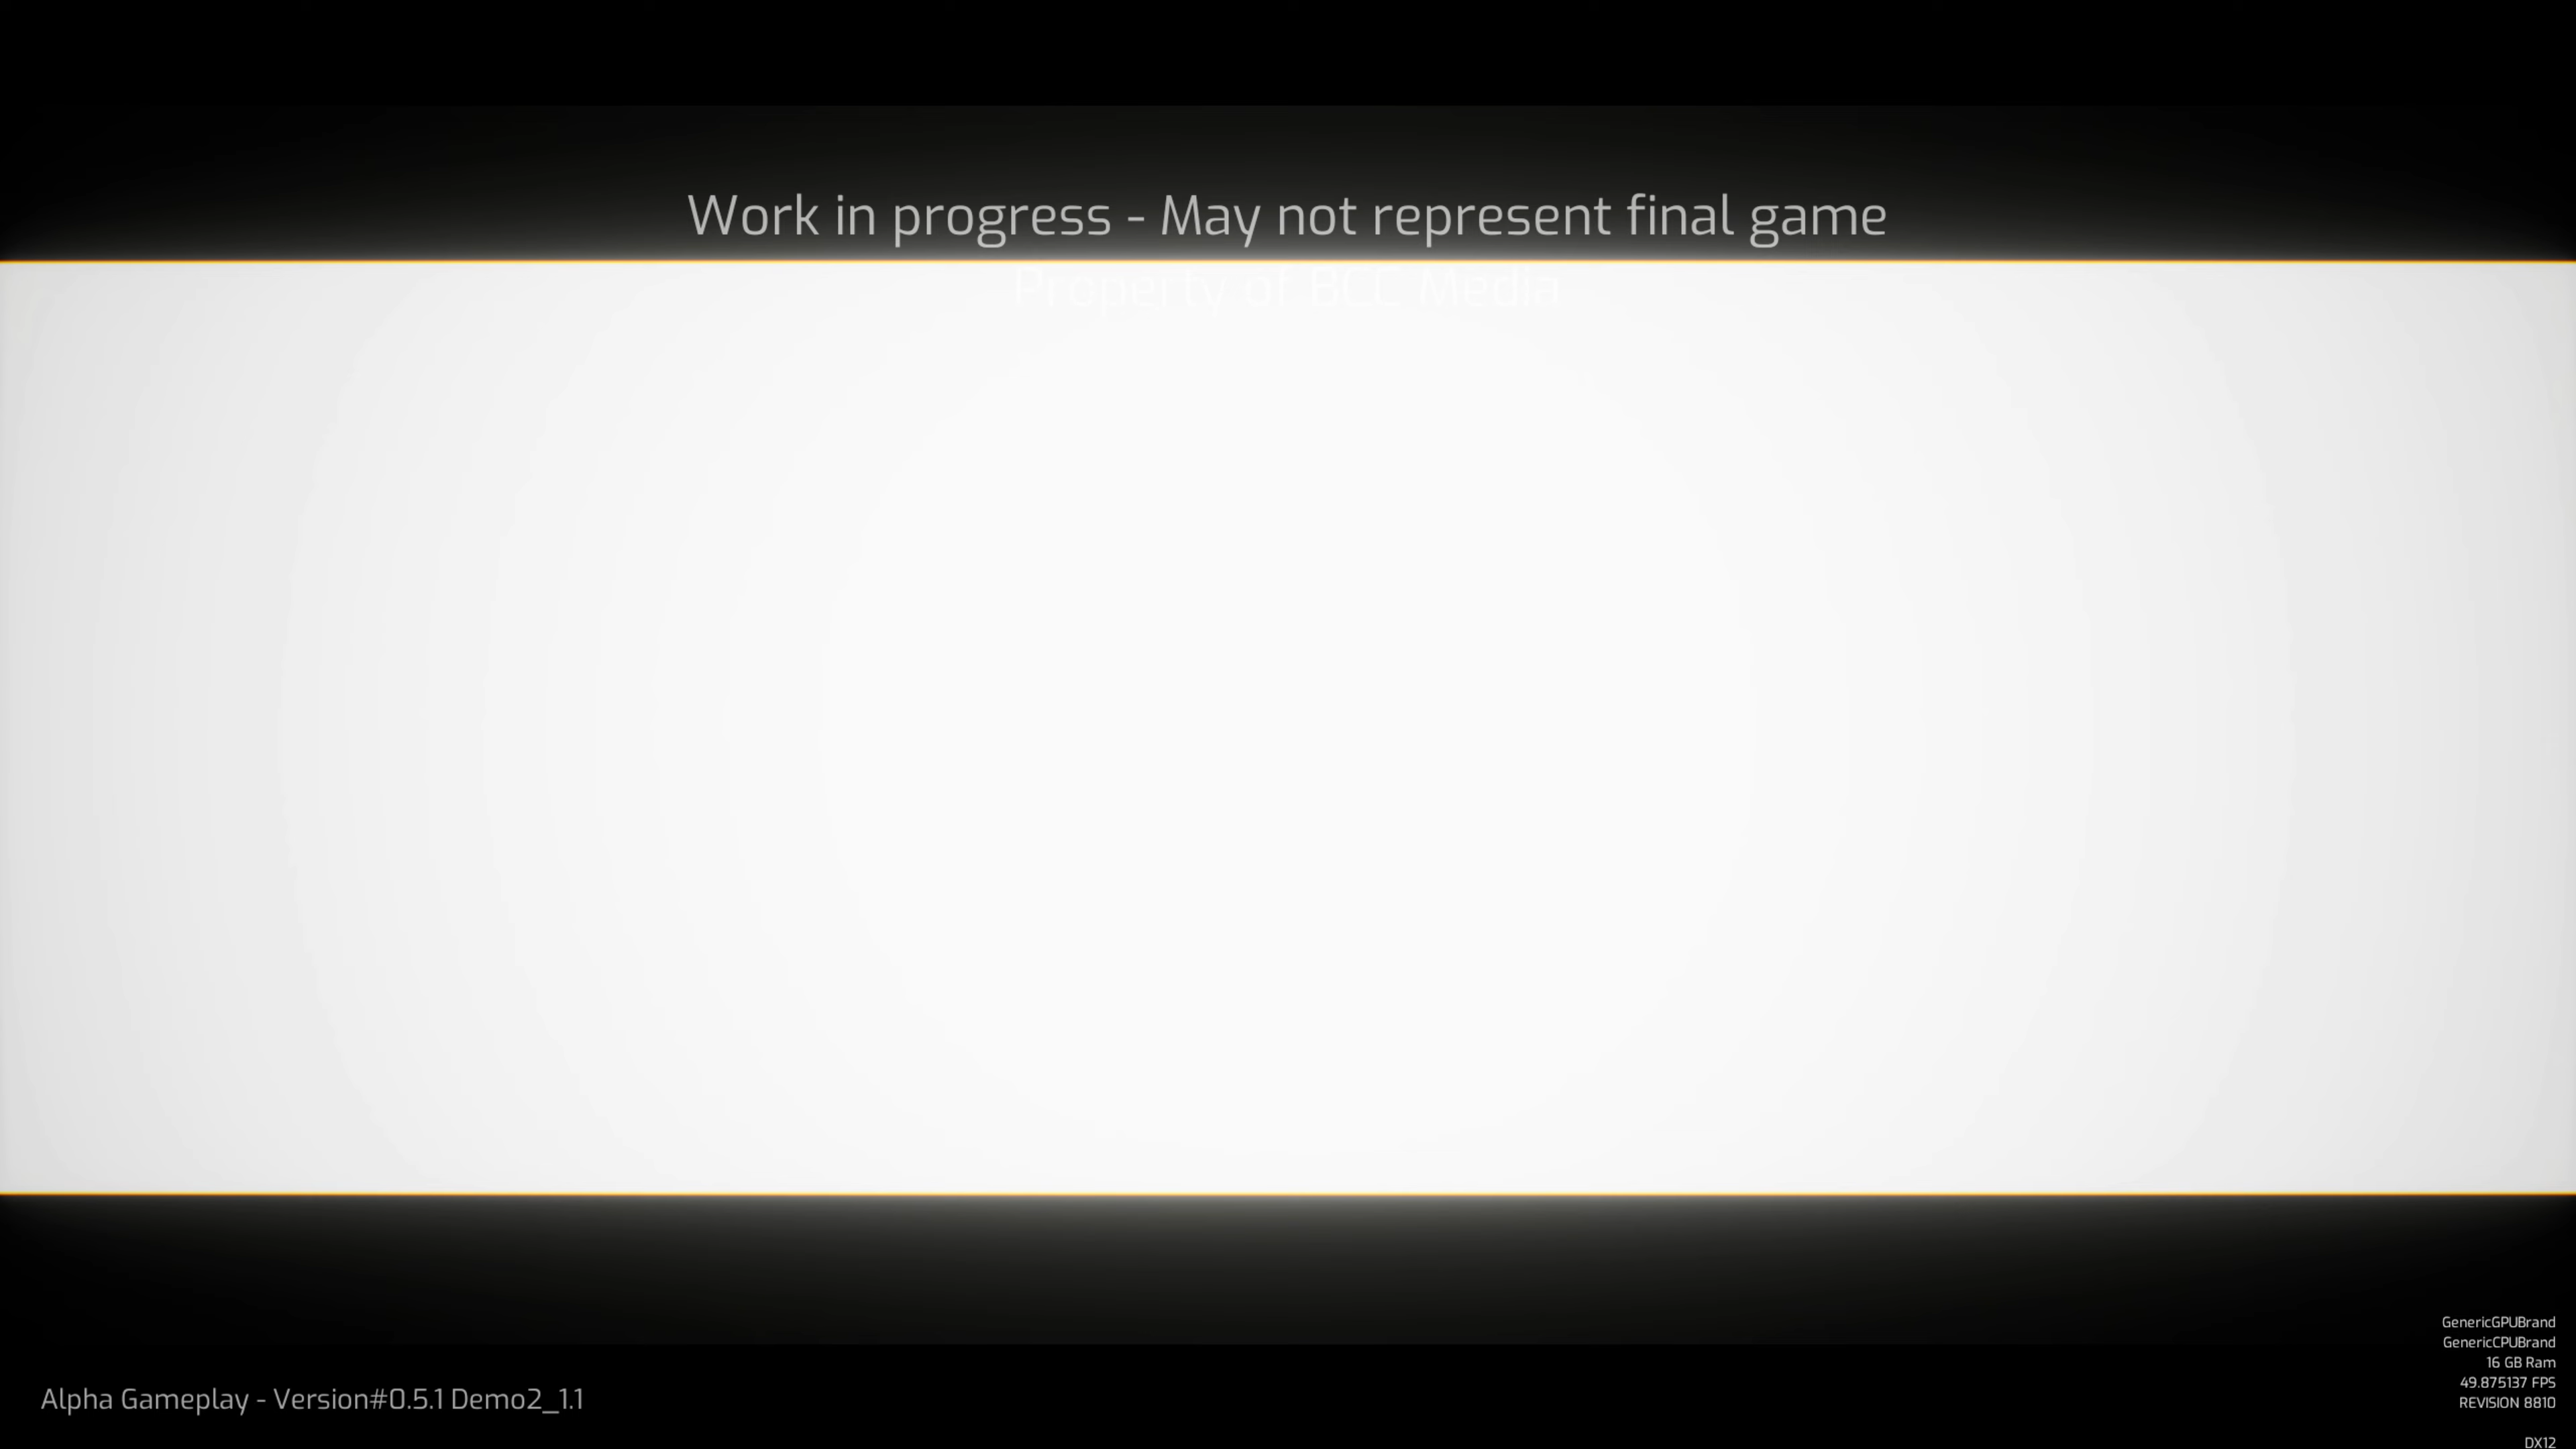 Work in progress - May not represent final game
Property of BCC Media
Alpha Gameplay - Version#0.5.1 Demo2_1.1
GenericGPUBrand
GenericCPUBrand
16 GB Ram
49.875137 FPS
REVISION 8810
DX12